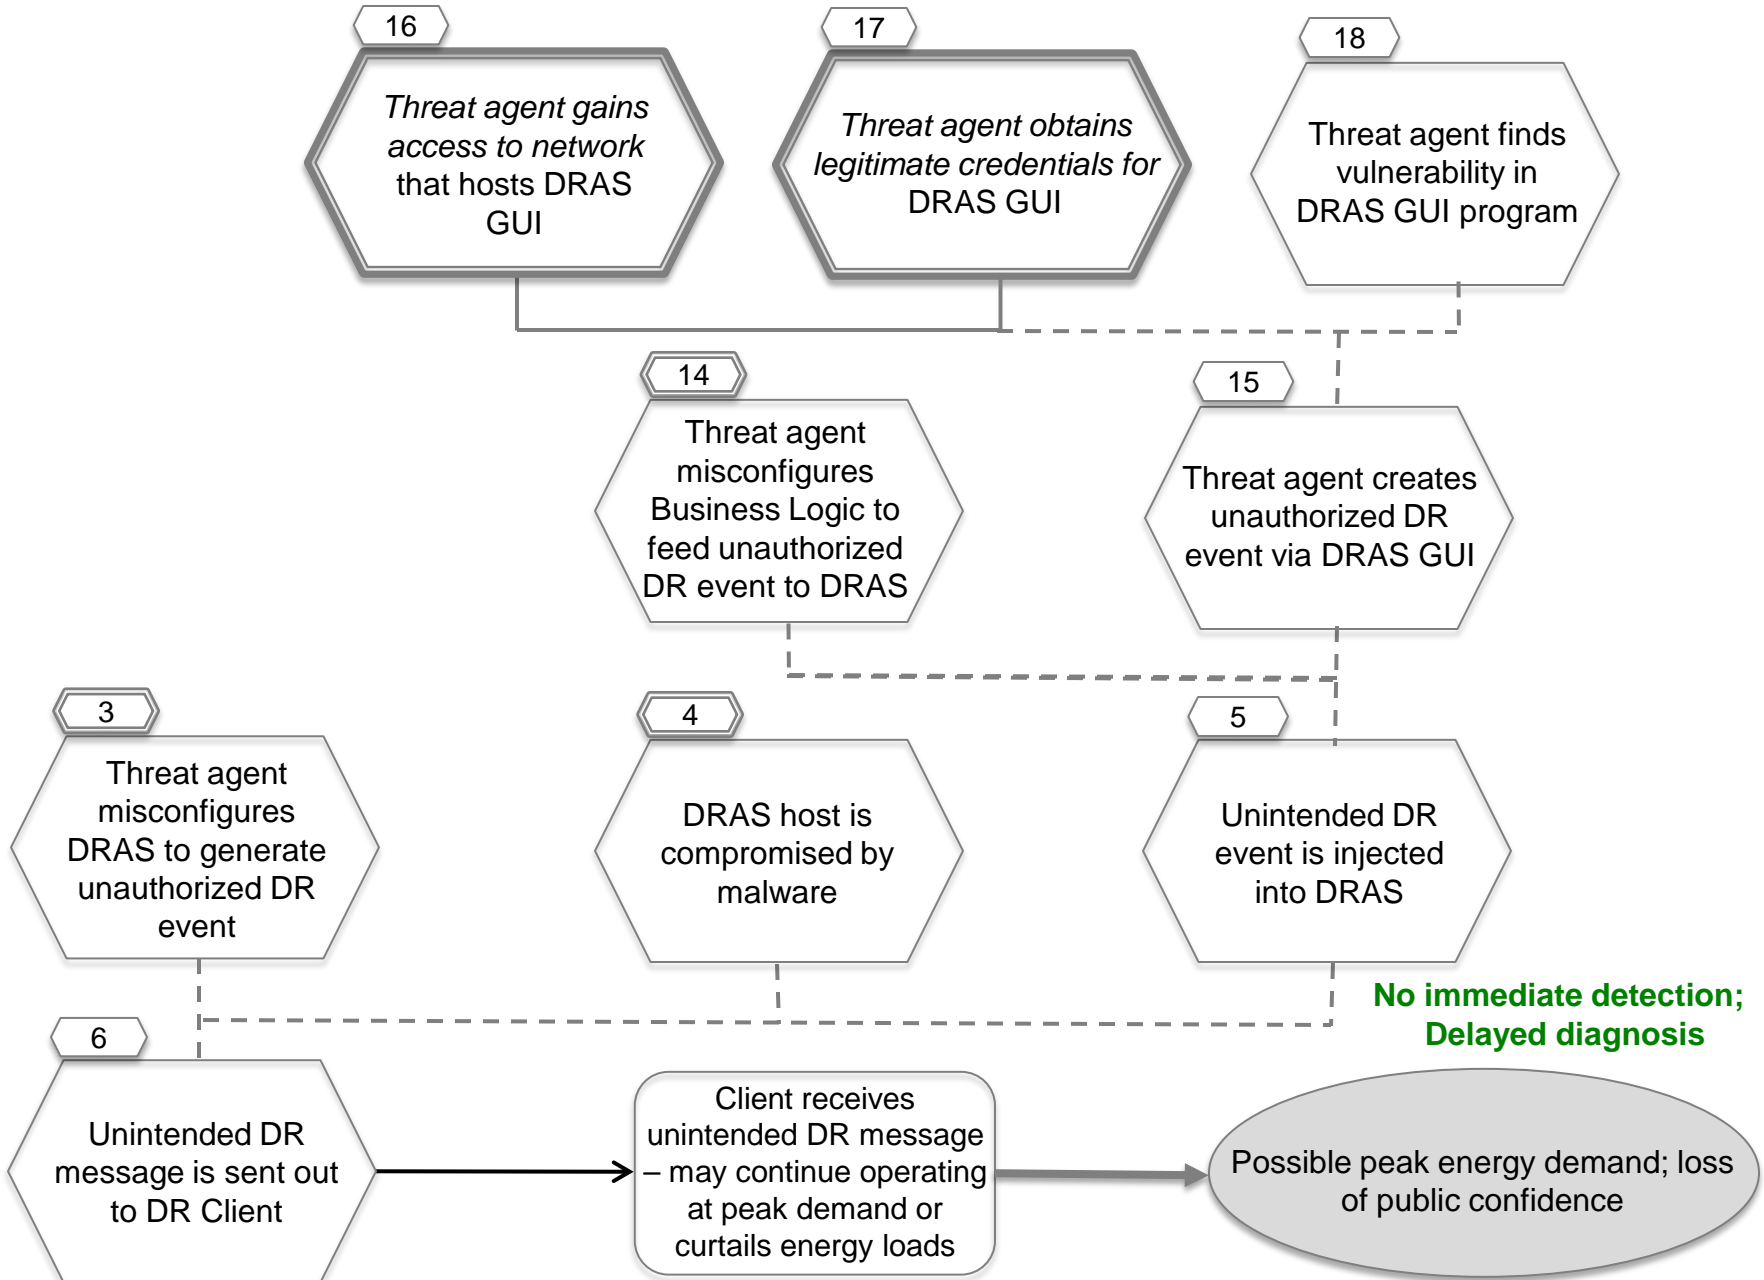 16
Threat agent gains
access to network
that hosts DRAS
GUI
17
Threat agent obtains
legitimate credentials for
DRAS GUI
18
Threat agent finds
vulnerability in
DRAS GUI program
14
Threat agent
misconfigures
Business Logic to
feed unauthorized
DR event to DRAS
15
Threat agent creates
unauthorized DR
event via DRAS GUI
3
Threat agent
misconfigures
DRAS to generate
unauthorized DR
event
4
DRAS host is
compromised by
malware
5
Unintended DR
event is injected
into DRAS
No immediate detection;
Delayed diagnosis
6
Unintended DR
message is sent out
to DR Client
Client receives
unintended DR message
– may continue operating
at peak demand or
curtails energy loads
Possible peak energy demand; loss
of public confidence